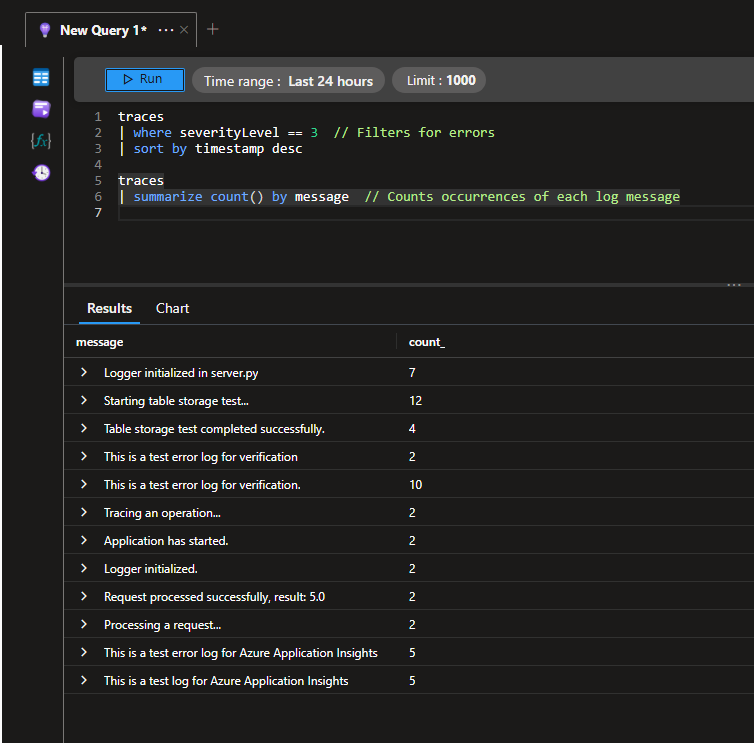 New Query 1* ···
Run Time range : Last 24 hours Limit : 1000
1 traces
2 | where severityLevel == 3 // Filters for errors
3 | sort by timestamp desc
4
5 traces
6 | summarize count() by message // Counts occurrences of each log message
7
Results Chart
message count_
Logger initialized in server.py 7
Starting table storage test... 12
Table storage test completed successfully. 4
This is a test error log for verification 2
This is a test error log for verification. 10
Tracing an operation... 2
Application has started. 2
Logger initialized. 2
Request processed successfully, result: 5.0 2
Processing a request... 2
This is a test error log for Azure Application Insights 5
This is a test log for Azure Application Insights 5